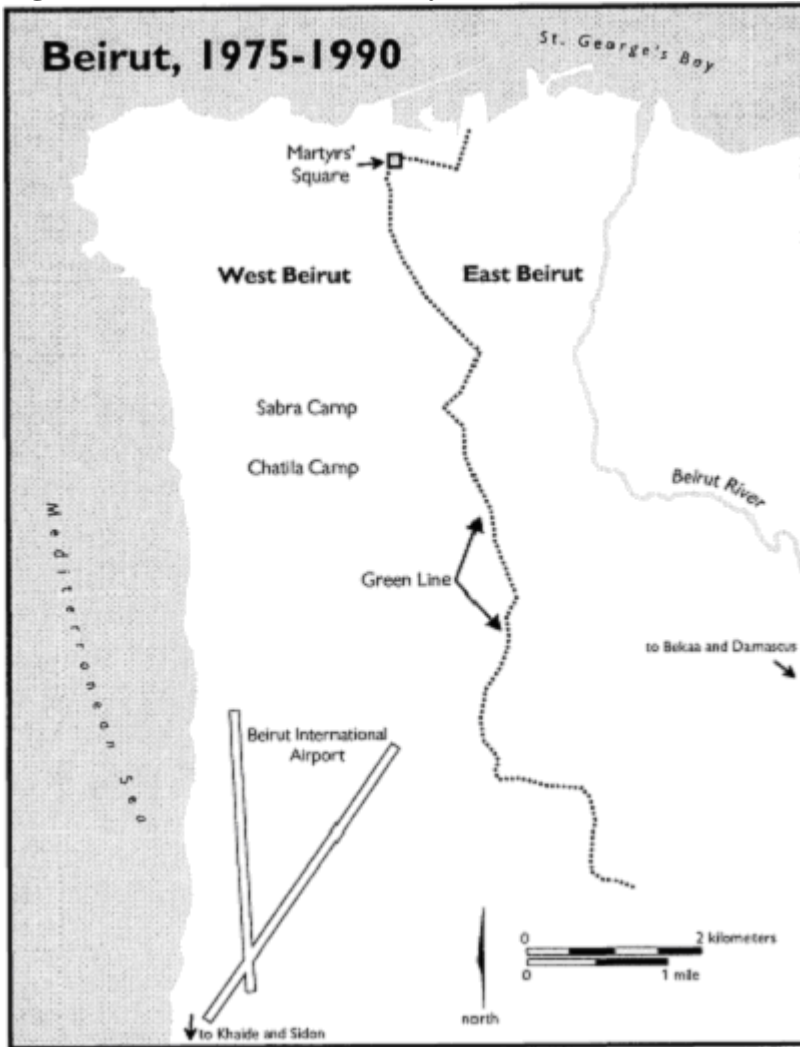 Beirut, 1975-1990
St. George's Bay
Martyrs'
Square
West Beirut
East Beirut
Sabra Camp
Chatila Camp
Beirut River
Mediterranean Sea
Green Line
to Bekaa and Damascus
Beirut International
Airport
0 2 kilometers
0 1 mile
north
to Khalde and Sidon